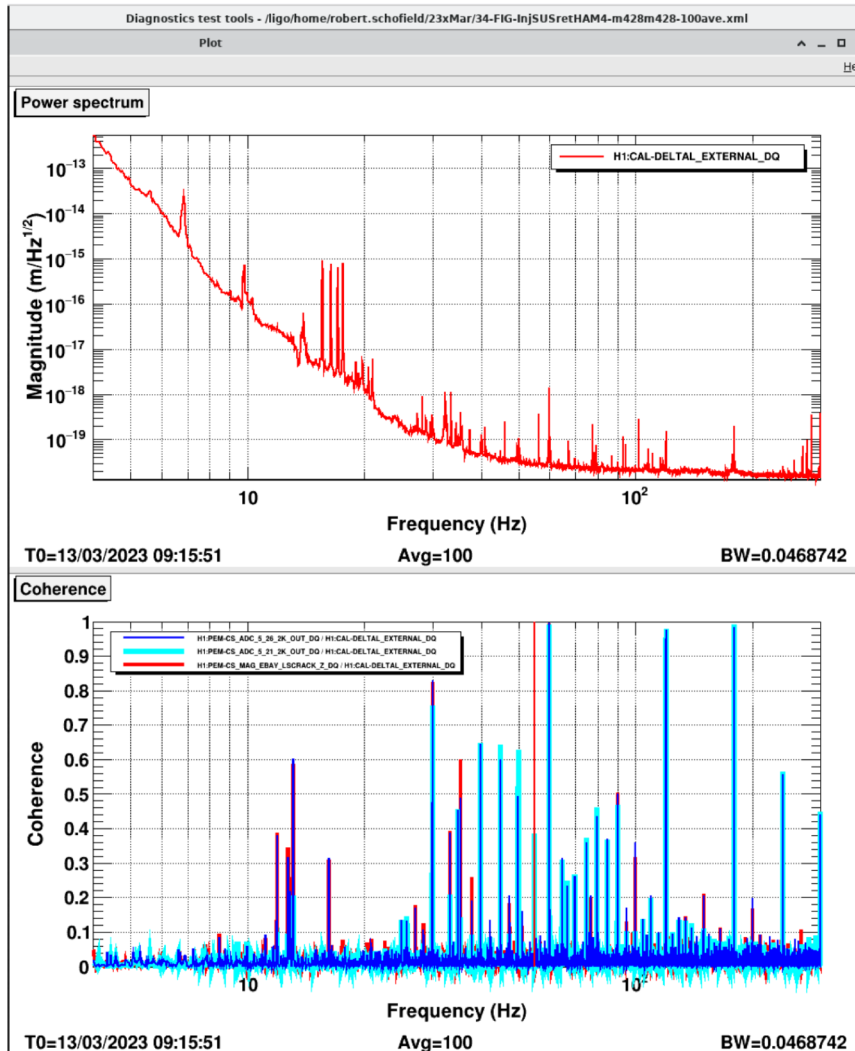 Diagnostics test tools - /ligo/home/robert.schofield/23xMar/34-FIG-InjSUSretHAM4-m428m428-100ave.xml
Plot
He
Power spectrum
H1:CAL-DELTAL_EXTERNAL_DQ
10⁻¹³
10⁻¹⁴
10⁻¹⁵
10⁻¹⁶
10⁻¹⁷
10⁻¹⁸
10⁻¹⁹
Magnitude (m/Hz^1/2)
10 10²
Frequency (Hz)
T0=13/03/2023 09:15:51 Avg=100 BW=0.0468742
Coherence
H1:PEM-CS_ADC_5_26_2K_OUT_DQ / H1:CAL-DELTAL_EXTERNAL_DQ
H1:PEM-CS_ADC_5_21_2K_OUT_DQ / H1:CAL-DELTAL_EXTERNAL_DQ
H1:PEM-CS_MAG_EBAY_LSCRACK_Z_DQ / H1:CAL-DELTAL_EXTERNAL_DQ
1
0.9
0.8
0.7
0.6
0.5
0.4
0.3
0.2
0.1
0
Coherence
10 10²
Frequency (Hz)
T0=13/03/2023 09:15:51 Avg=100 BW=0.0468742